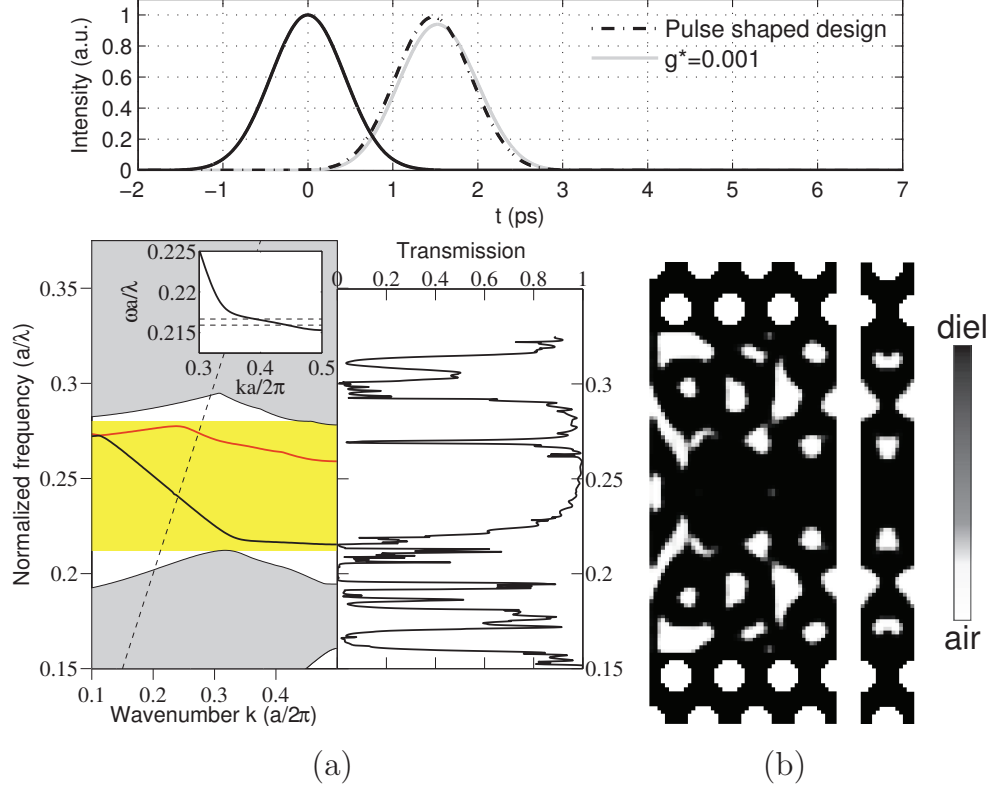 Intensity (a.u.)
1
0.8
0.6
0.4
0.2
0
Pulse shaped design
g*=0.001
−2 −1 0 1 2 3 4 5 6 7
t (ps)
Normalized frequency (a/λ)
0.35
0.3
0.25
0.2
0.15
0.1 0.2 0.3 0.4
Wavenumber k (a/2π)
ωa/λ
0.225
0.22
0.215
0.3 0.4 0.5
ka/2π
Transmission
0 0.2 0.4 0.6 0.8 1
0.3
0.25
0.2
0.15
diel
air
(a)
(b)